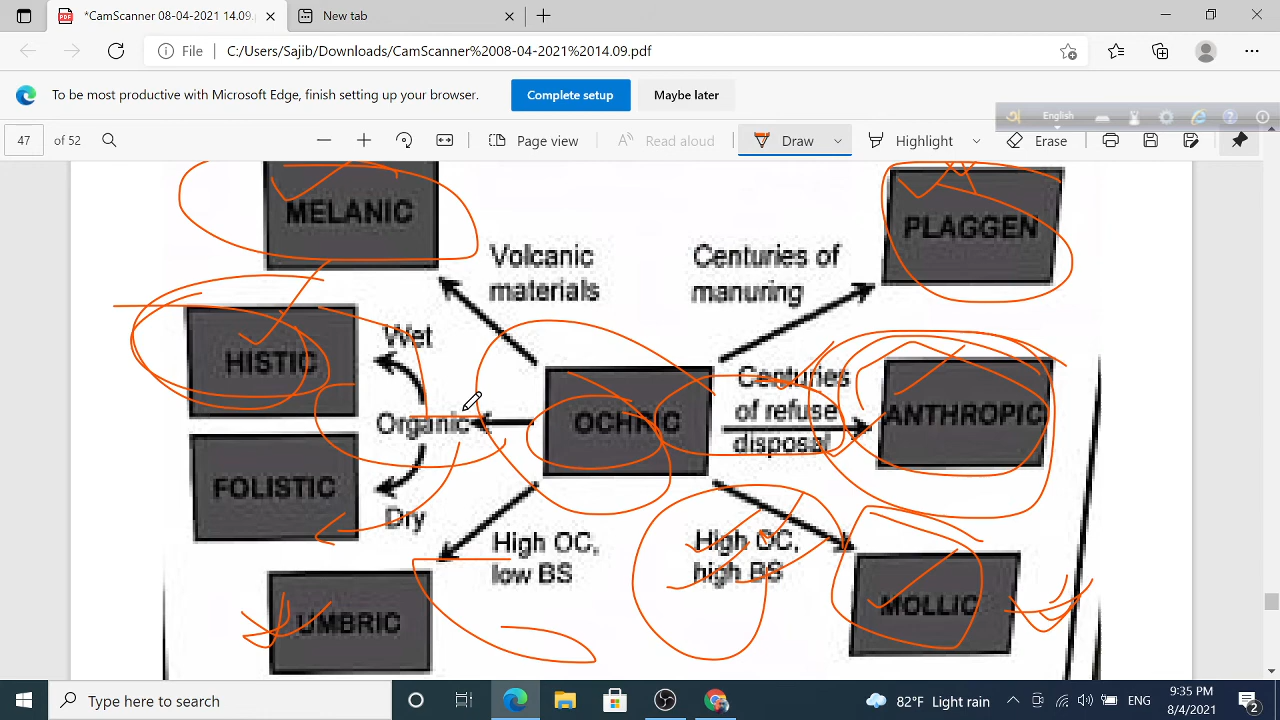 *CamScanner 08-04-2021 14.09.
New tab
File
C:/Users/Sajib/Downloads/CamScanner%2008-04-2021%2014.09.pdf
To be most productive with Microsoft Edge, finish setting up your browser.
Complete setup
Maybe later
English
47 of 52
Page view
Read aloud
Draw
Highlight
Erase
MELANIC
PLAGGEN
Volcanic
materials
Centuries of
manuring
Wet
HISTIC
Organic
OCHRIC
Centuries
of refuse
disposal
ANTHROPIC
FOLISTIC
Dry
High OC,
low BS
High OC,
high BS
UMBRIC
MOLLIC
Type here to search
82°F Light rain
ENG
9:35 PM
8/4/2021
2